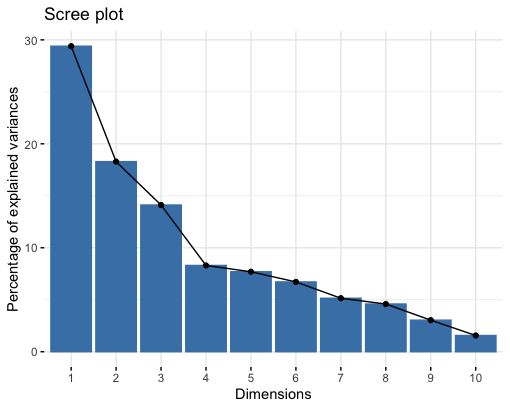 Scree plot
Percentage of explained variances
30
20
10
0
1 2 3 4 5 6 7 8 9 10
Dimensions